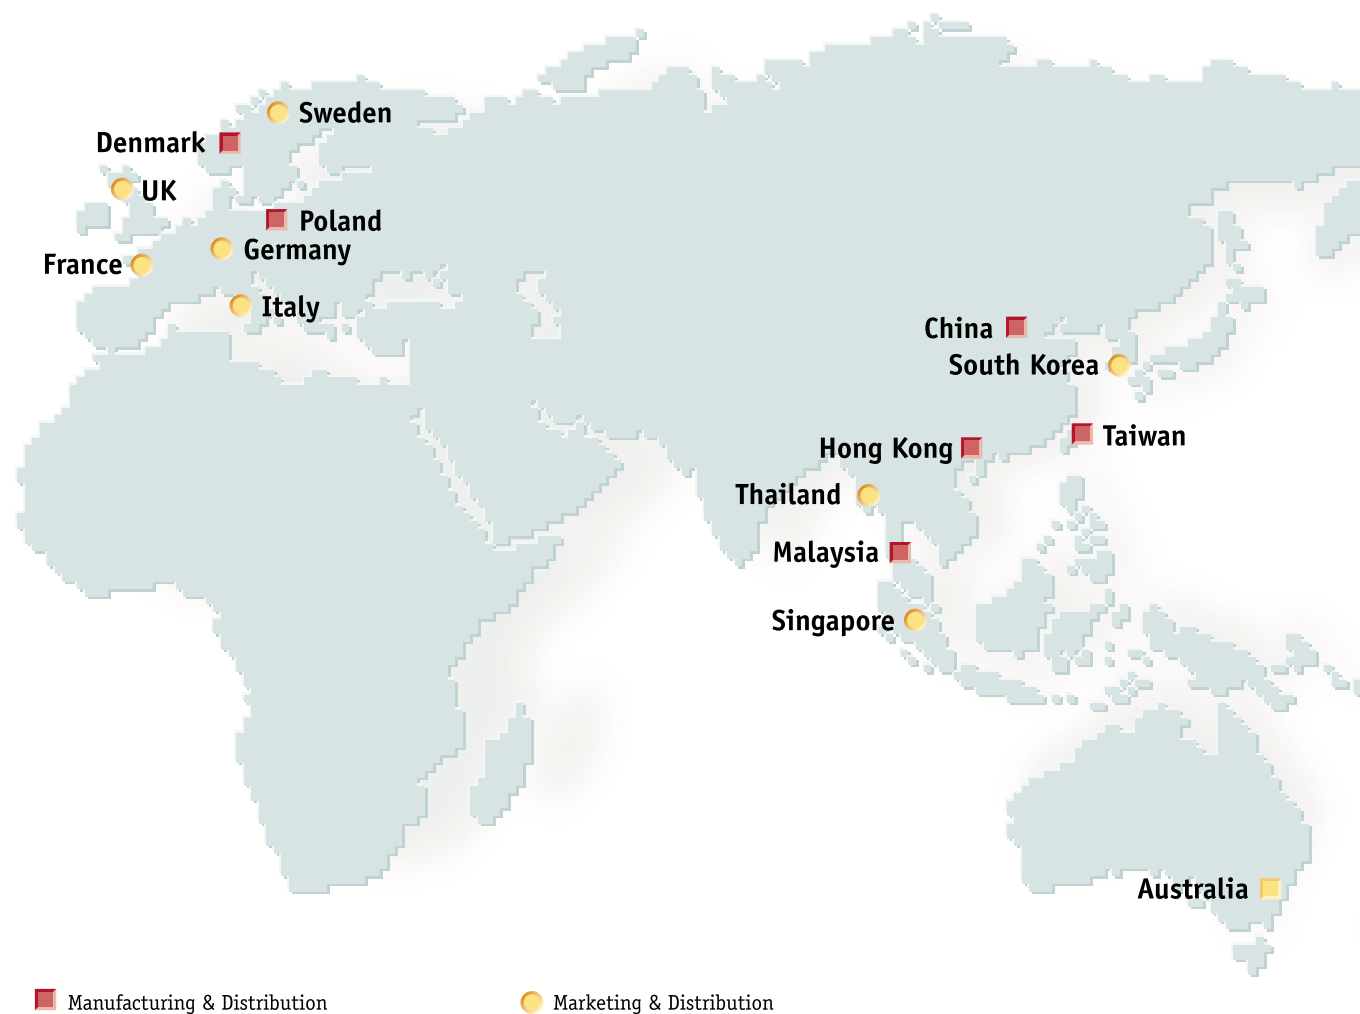 Sweden
Denmark
UK
Poland
Germany
France
Italy
China
South Korea
Taiwan
Hong Kong
Thailand
Malaysia
Singapore
Australia
Manufacturing & Distribution
Marketing & Distribution